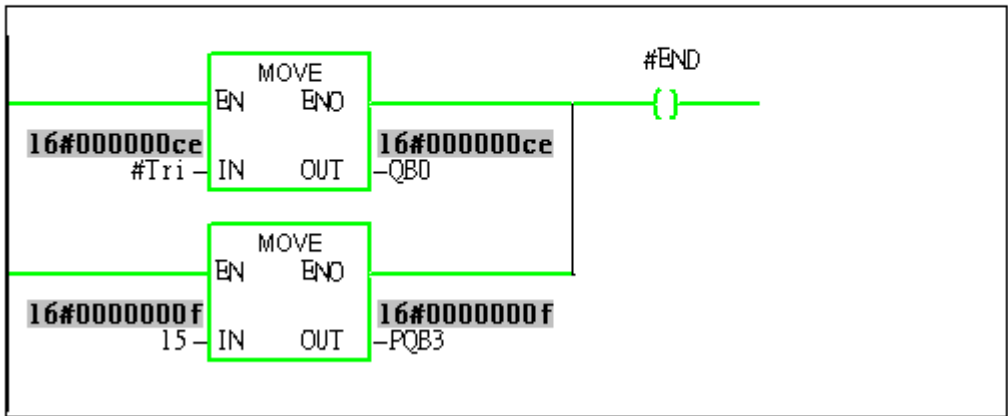 #END
MOVE
EN ENO
16#000000ce 16#000000ce
#Tri IN OUT QB0
MOVE
EN ENO
16#0000000f 16#0000000f
15 IN OUT PQB3